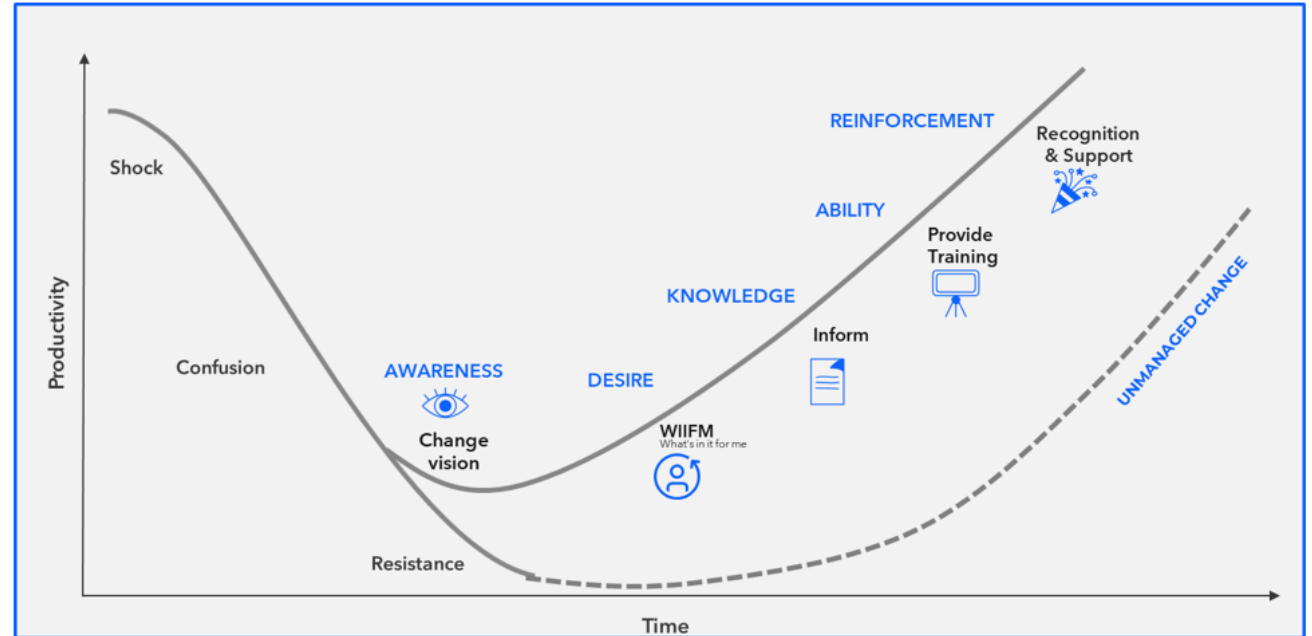 REINFORCEMENT
Recognition
& Support
Shock
ABILITY
Provide
Training
KNOWLEDGE
UNMANAGED CHANGE
Productivity
Inform
Confusion
AWARENESS
DESIRE
Change
vision
WIIFM
What's in it for me
Resistance
Time